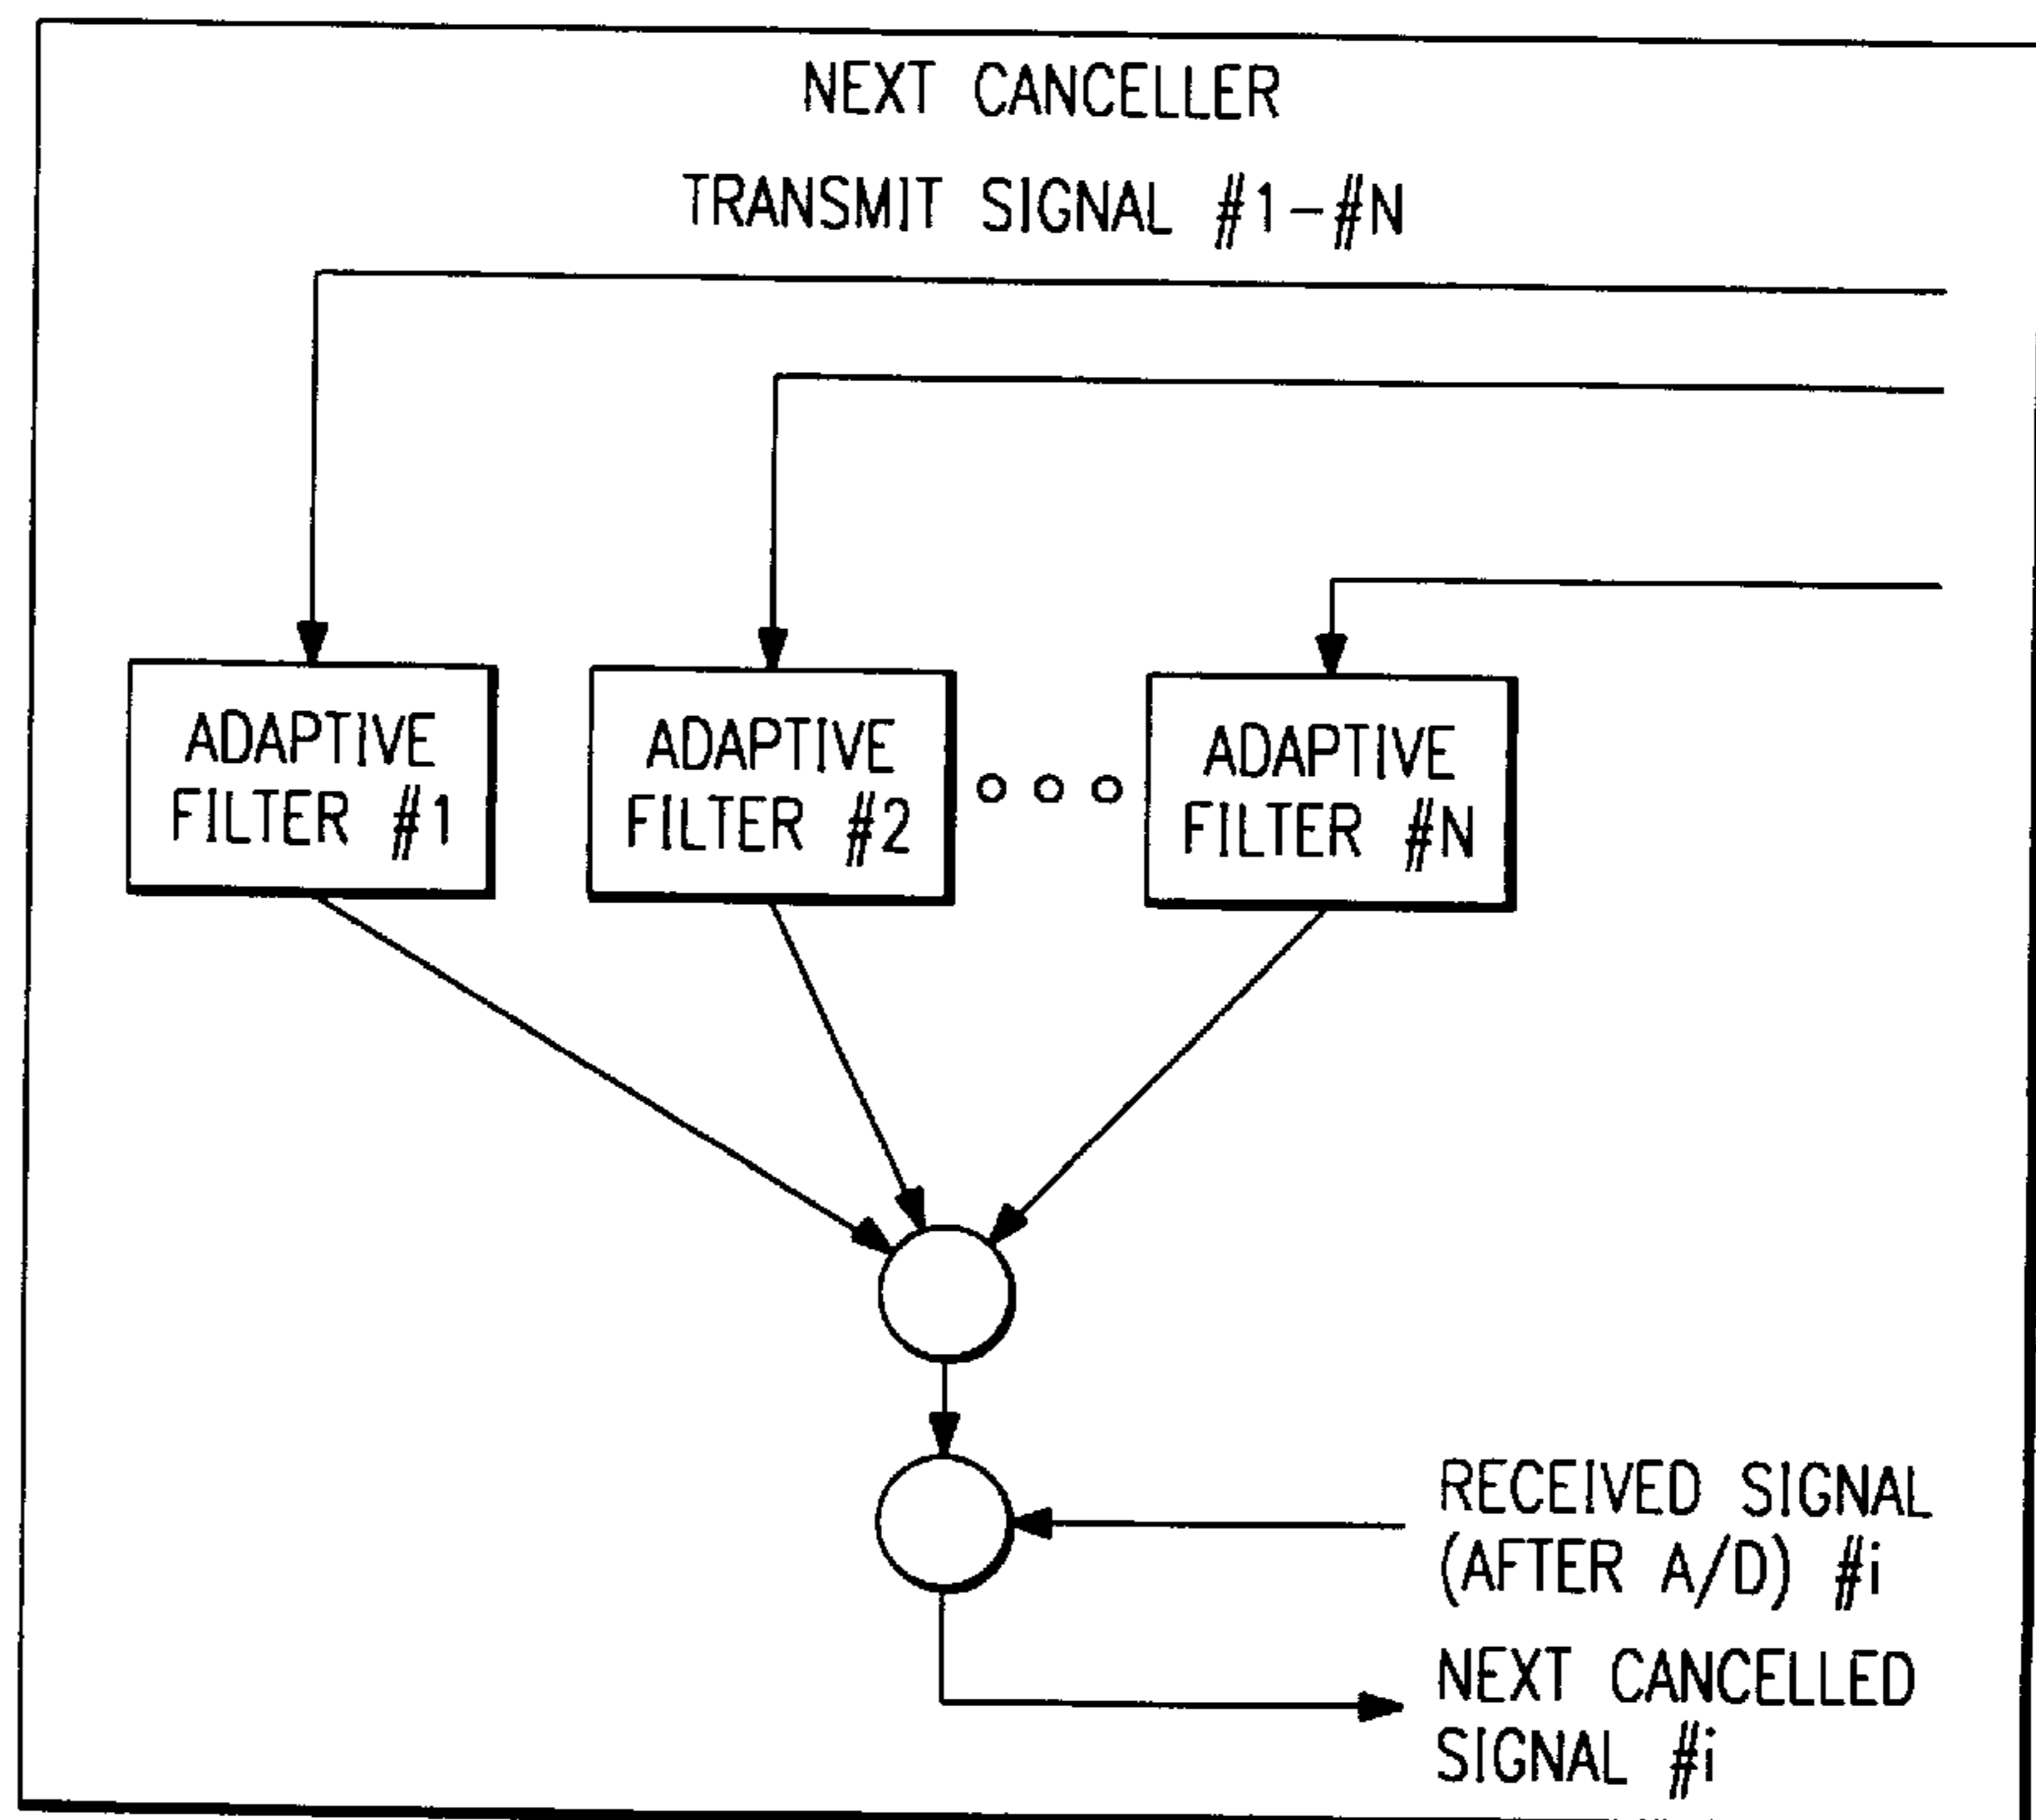 NEXT CANCELLER
TRANSMIT SIGNAL #1-#N
ADAPTIVE
FILTER #1
ADAPTIVE
FILTER #2
ADAPTIVE
FILTER #N
RECEIVED SIGNAL
(AFTER A/D) #i
NEXT CANCELLED
SIGNAL #i